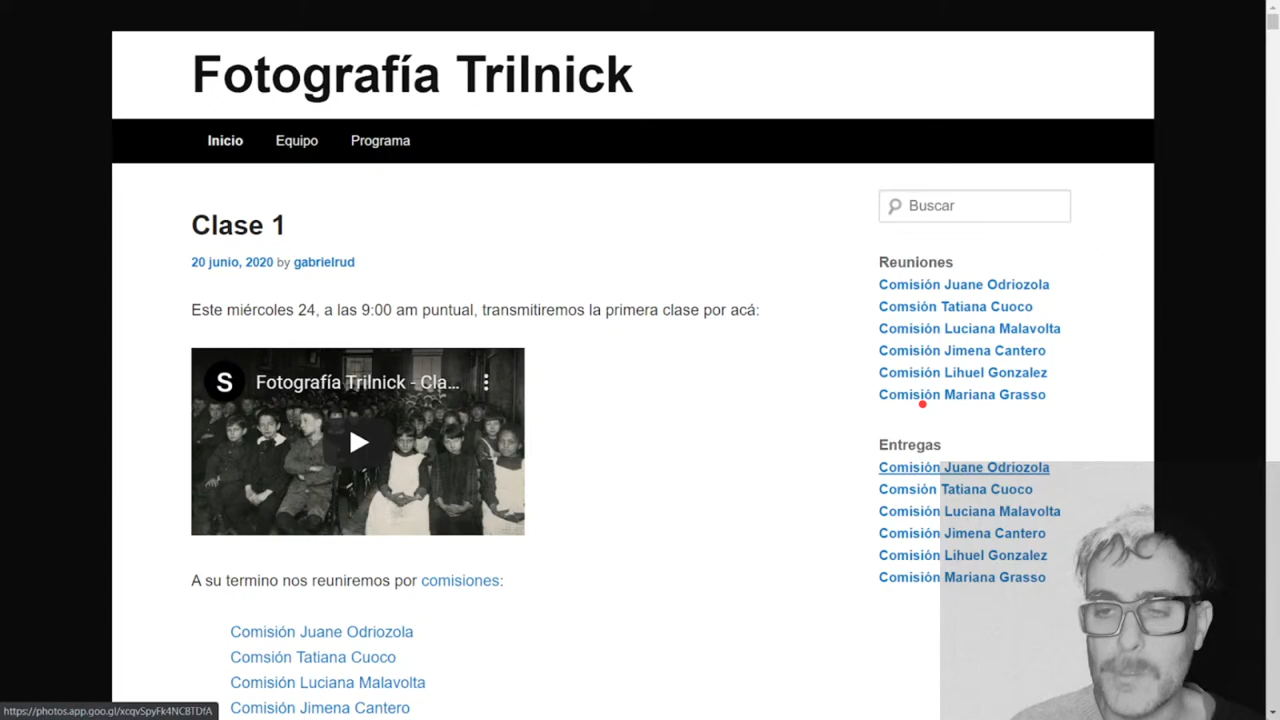 Fotografía Trilnick
Inicio Equipo Programa
Clase 1
20 junio, 2020 by gabrielrud
Este miércoles 24, a las 9:00 am puntual, transmitiremos la primera clase por acá:
S
Fotografía Trilnick - Cla...
A su termino nos reuniremos por comisiones:
Comisión Juane Odriozola
Comsión Tatiana Cuoco
Comisión Luciana Malavolta
Comisión Jimena Cantero
Buscar
Reuniones
Comisión Juane Odriozola
Comsión Tatiana Cuoco
Comisión Luciana Malavolta
Comisión Jimena Cantero
Comisión Lihuel Gonzalez
Comisión Mariana Grasso
Entregas
Comisión Juane Odriozola
Comsión Tatiana Cuoco
Comisión Luciana Malavolta
Comisión Jimena Cantero
Comisión Lihuel Gonzalez
Comisión Mariana Grasso
https://photos.app.goo.gl/xcqvSpyFk4NCBTDfA